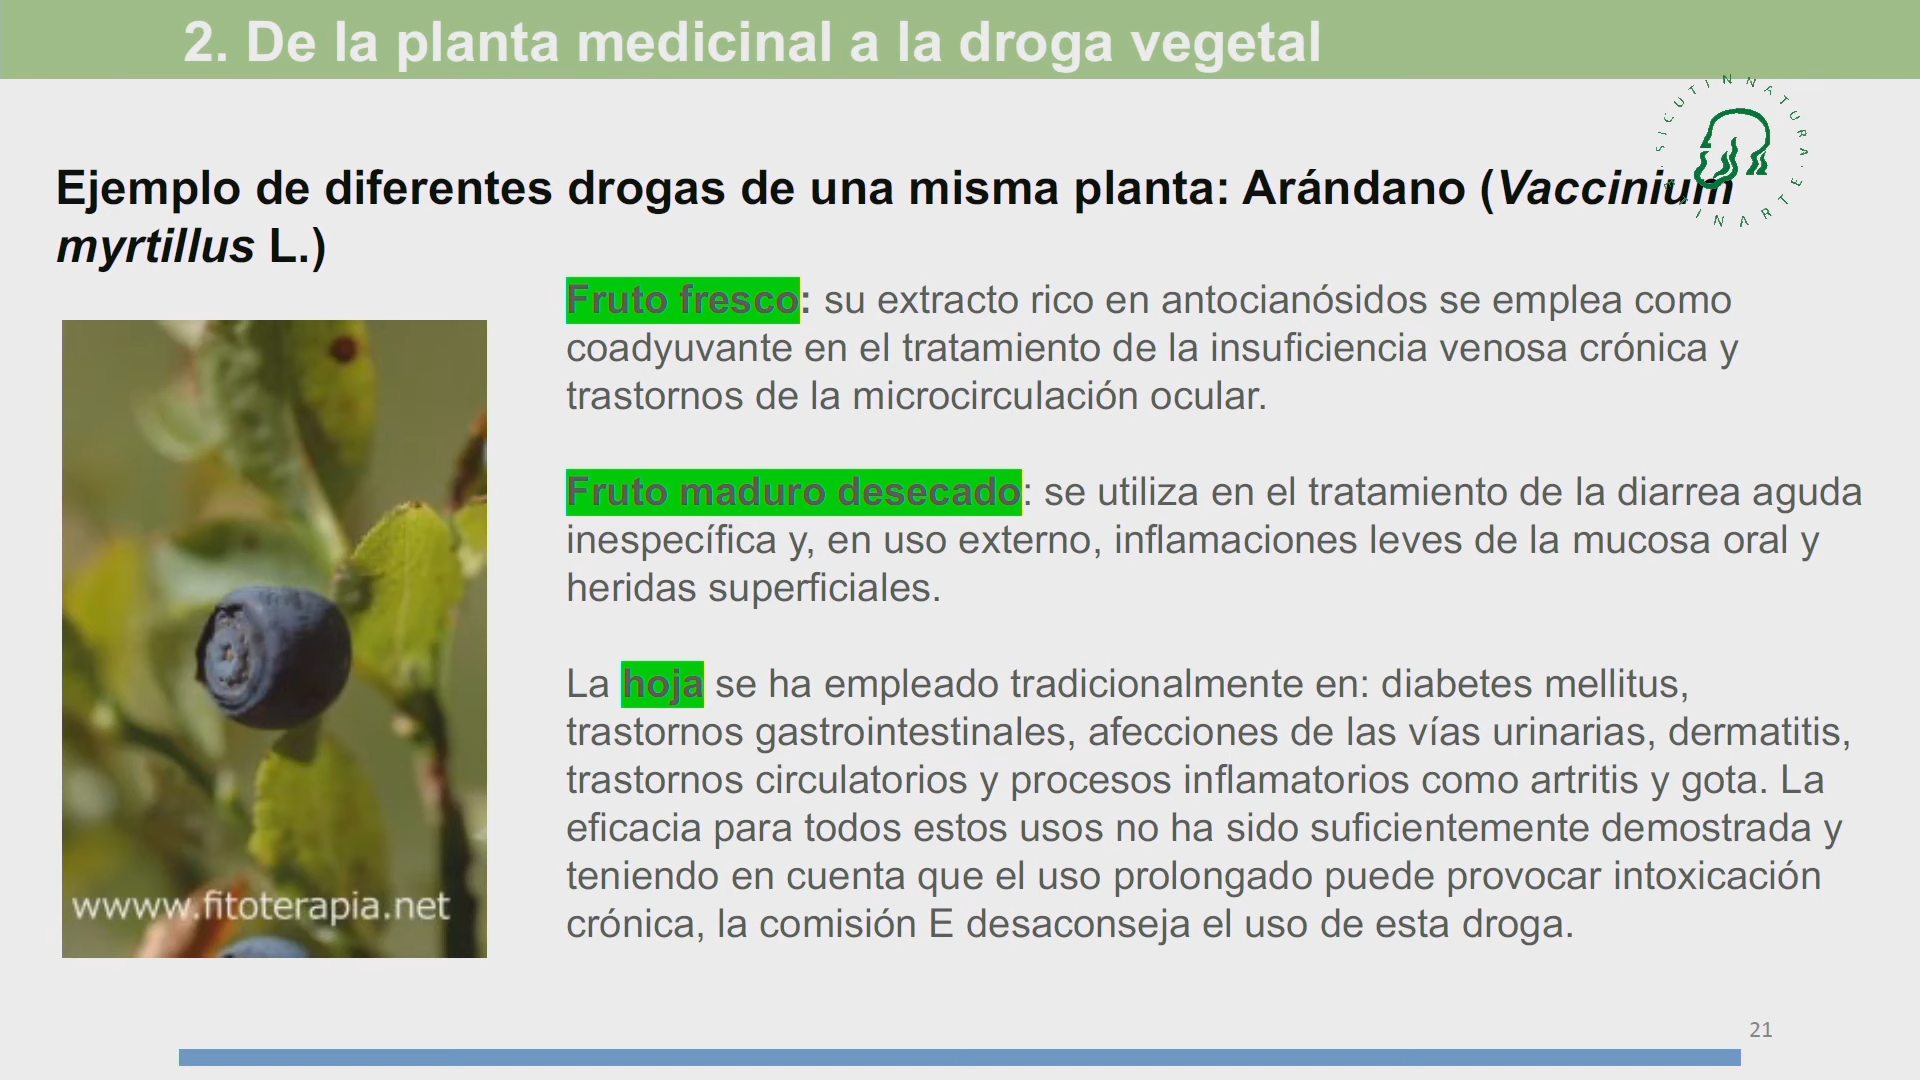 2. De la planta medicinal a la droga vegetal
SICUT IN NATURA ITA IN ARTE
Ejemplo de diferentes drogas de una misma planta: Arándano (Vaccinium
myrtillus L.)
Fruto fresco: su extracto rico en antocianósidos se emplea como
coadyuvante en el tratamiento de la insuficiencia venosa crónica y
trastornos de la microcirculación ocular.
Fruto maduro desecado: se utiliza en el tratamiento de la diarrea aguda
inespecífica y, en uso externo, inflamaciones leves de la mucosa oral y
heridas superficiales.
La hoja se ha empleado tradicionalmente en: diabetes mellitus,
trastornos gastrointestinales, afecciones de las vías urinarias, dermatitis,
trastornos circulatorios y procesos inflamatorios como artritis y gota. La
eficacia para todos estos usos no ha sido suficientemente demostrada y
teniendo en cuenta que el uso prolongado puede provocar intoxicación
crónica, la comisión E desaconseja el uso de esta droga.
wwww.fitoterapia.net
21